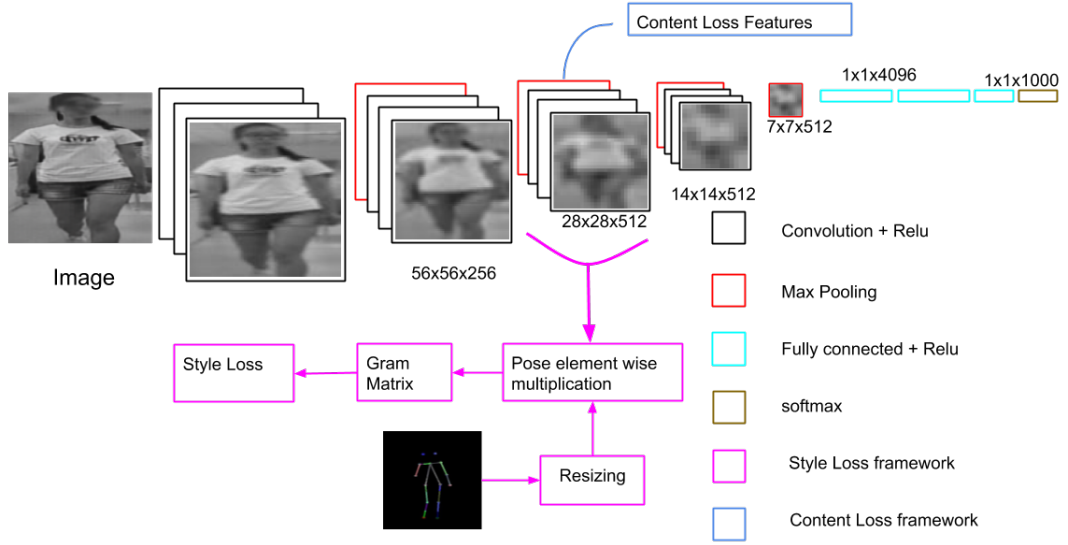 Content Loss Features
1x1x4096
1x1x1000
7x7x512
14x14x512
28x28x512
Image
56x56x256
Convolution + Relu
Max Pooling
Fully connected + Relu
softmax
Style Loss framework
Content Loss framework
Style Loss
Gram
Matrix
Pose element wise
multiplication
Resizing